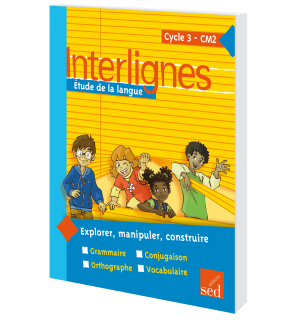 Cycle 3 - CM2
Interlignes
Étude de la langue
Explorer, manipuler, construire
Grammaire
Conjugaison
Orthographe
Vocabulaire
sed